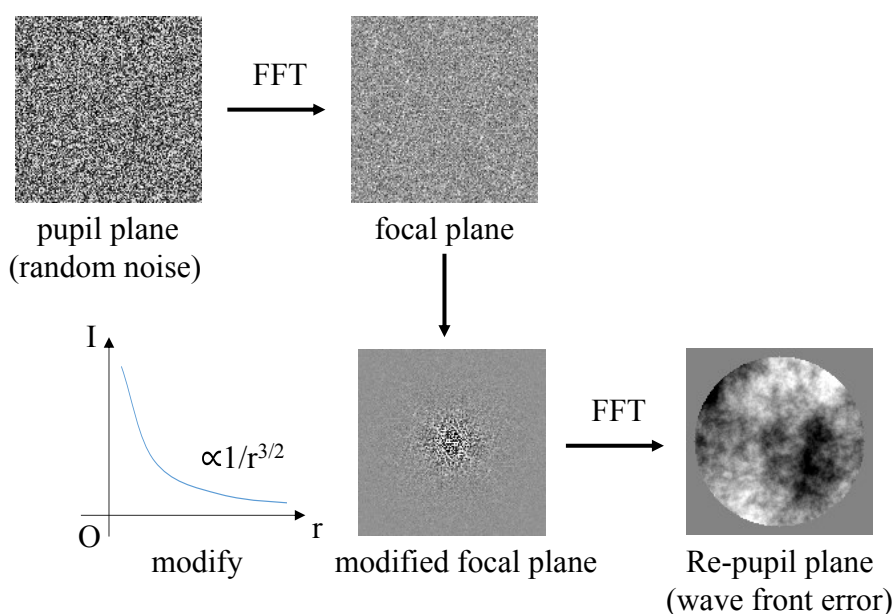 FFT
pupil plane
(random noise)
focal plane
I
∝1/r^{3/2}
O
r
modify
modified focal plane
FFT
Re-pupil plane
(wave front error)